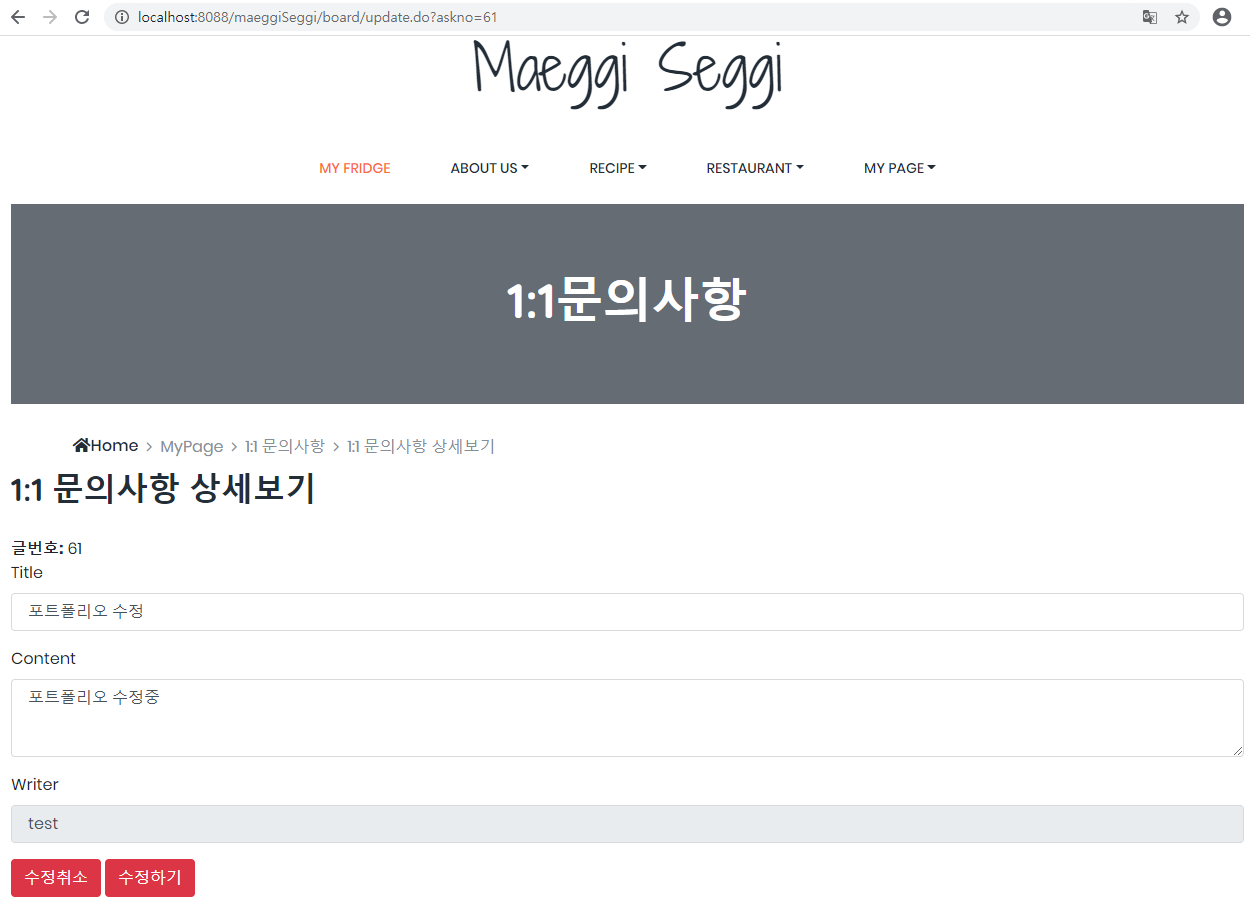 localhost:8088/maeggiSeggi/board/update.do?askno=61
Maeggi Seggi
MY FRIDGE ABOUT US RECIPE RESTAURANT MY PAGE
1:1문의사항
Home > MyPage > 1:1 문의사항 > 1:1 문의사항 상세보기
1:1 문의사항 상세보기
글번호: 61
Title
포트폴리오 수정
Content
포트폴리오 수정중
Writer
test
수정취소 수정하기